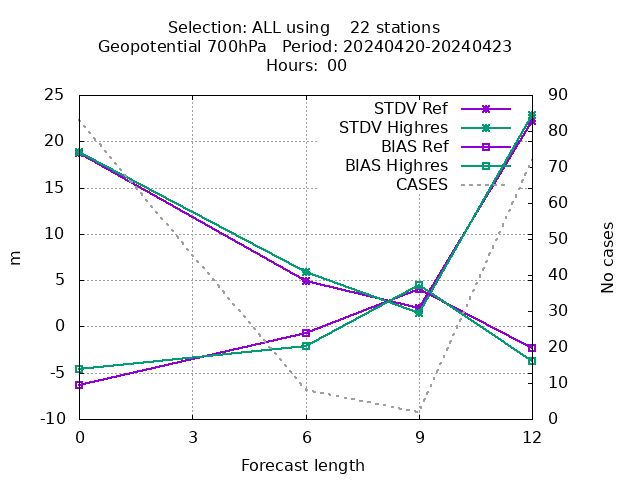 Selection: ALL using    22 stations
Geopotential 700hPa   Period: 20240420-20240423
Hours:  00
25
20
15
10
5
0
-5
-10
m
90
80
70
60
50
40
30
20
10
0
No cases
STDV Ref
STDV Highres
BIAS Ref
BIAS Highres
CASES
0
3
6
9
12
Forecast length